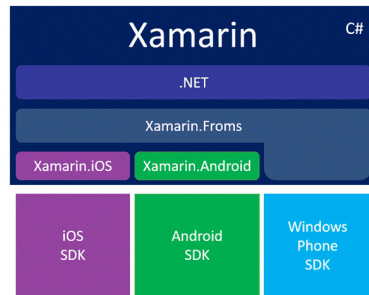 Xamarin
C#
.NET
Xamarin.Froms
Xamarin.iOS
Xamarin.Android
iOS
SDK
Android
SDK
Windows
Phone
SDK